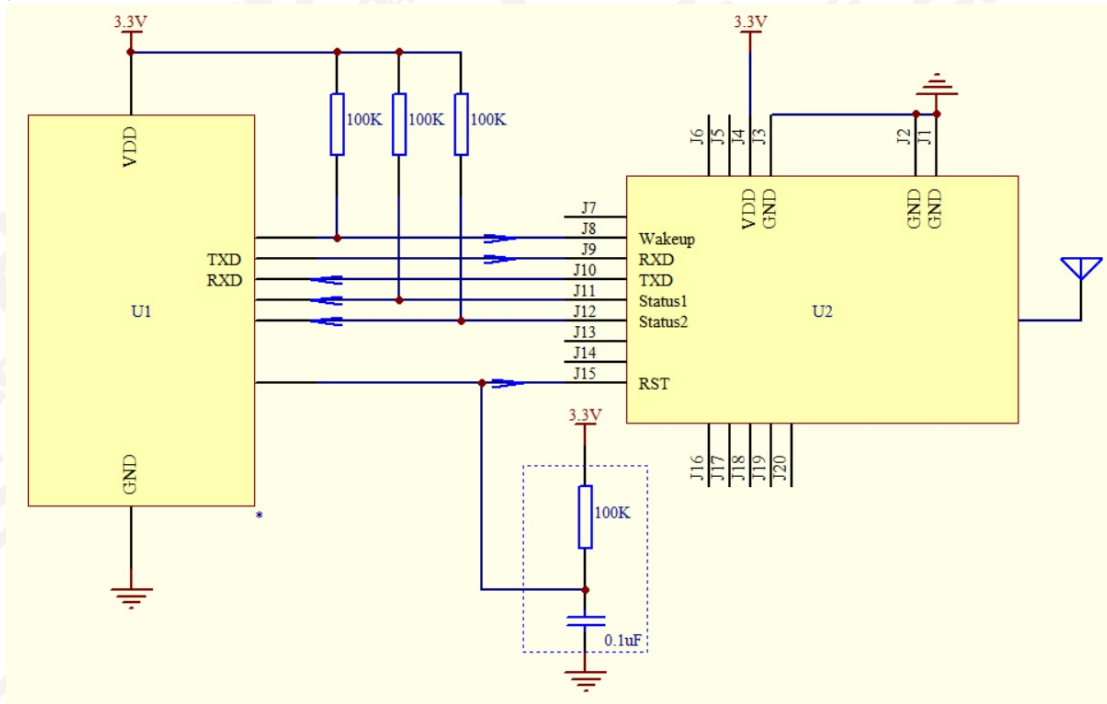 3.3V
3.3V
100K
100K
100K
VDD
J6
J5
J4
J3
J2
J1
VDD
GND
GND
GND
J7
J8
Wakeup
TXD
J9
RXD
RXD
J10
TXD
U1
J11
Status1
U2
J12
Status2
J13
J14
J15
RST
3.3V
GND
J16
J17
J18
J19
J20
*
100K
0.1uF